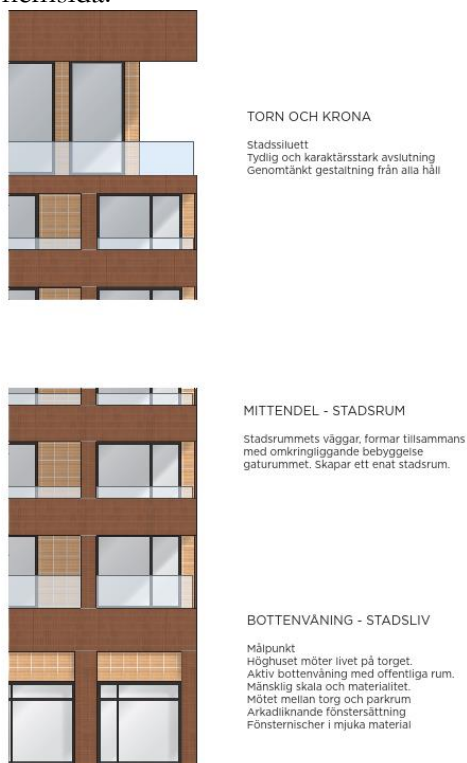 hemsida.
TORN OCH KRONA
Stadssiluett
Tydlig och karaktärsstark avslutning
Genomtänkt gestaltning från alla håll
MITTENDEL - STADSRUM
Stadsrummets väggar, formar tillsammans
med omkringliggande bebyggelse
gaturummet. Skapar ett enat stadsrum.
BOTTENVÅNING - STADSLIV
Målpunkt
Höghuset möter livet på torget.
Aktiv bottenvåning med offentliga rum.
Mänsklig skala och materialitet.
Mötet mellan torg och parkrum
Arkadliknande fönstersättning
Fönsternischer i mjuka material